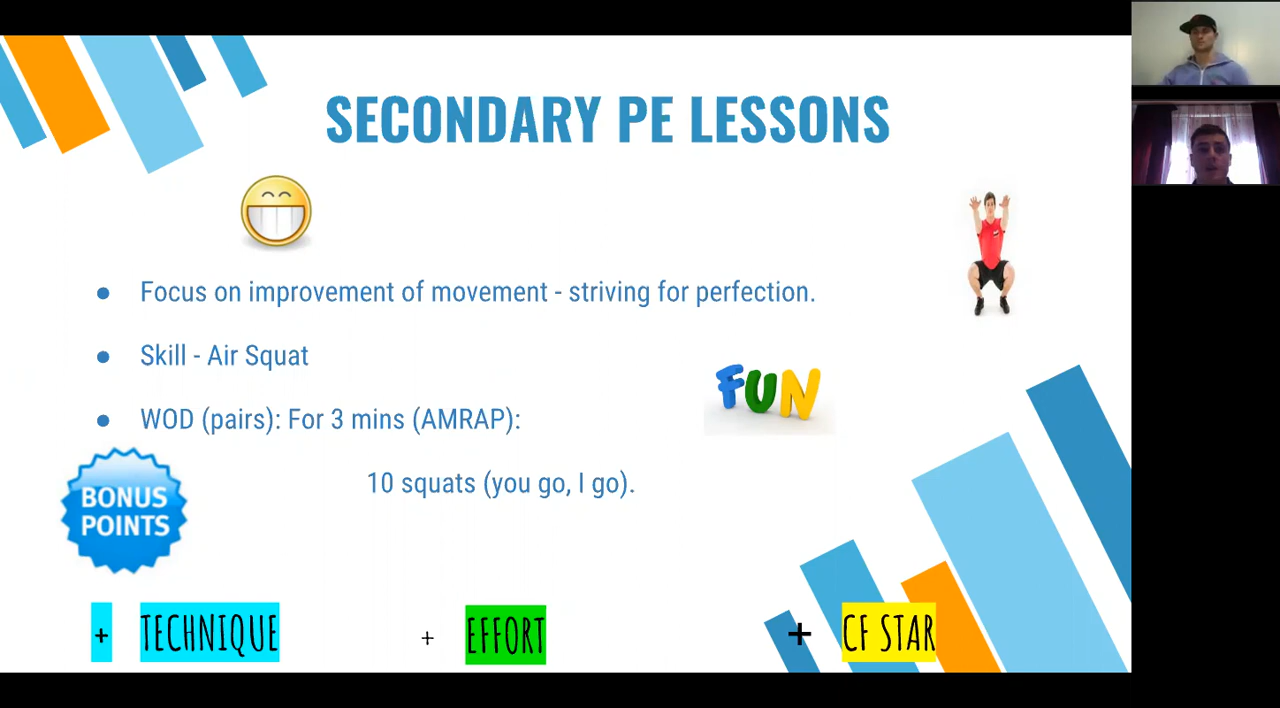 SECONDARY PE LESSONS
● Focus on improvement of movement - striving for perfection.
● Skill - Air Squat
FUN
● WOD (pairs): For 3 mins (AMRAP):
10 squats (you go, I go).
BONUS
POINTS
+ TECHNIQUE + EFFORT + CF STAR